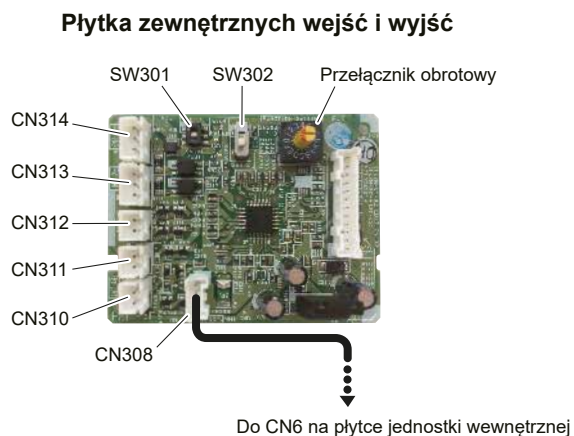 Płytka zewnętrznych wejść i wyjść
SW301
SW302
Przełącznik obrotowy
CN314
CN313
CN312
CN311
CN310
CN308
Do CN6 na płytce jednostki wewnętrznej